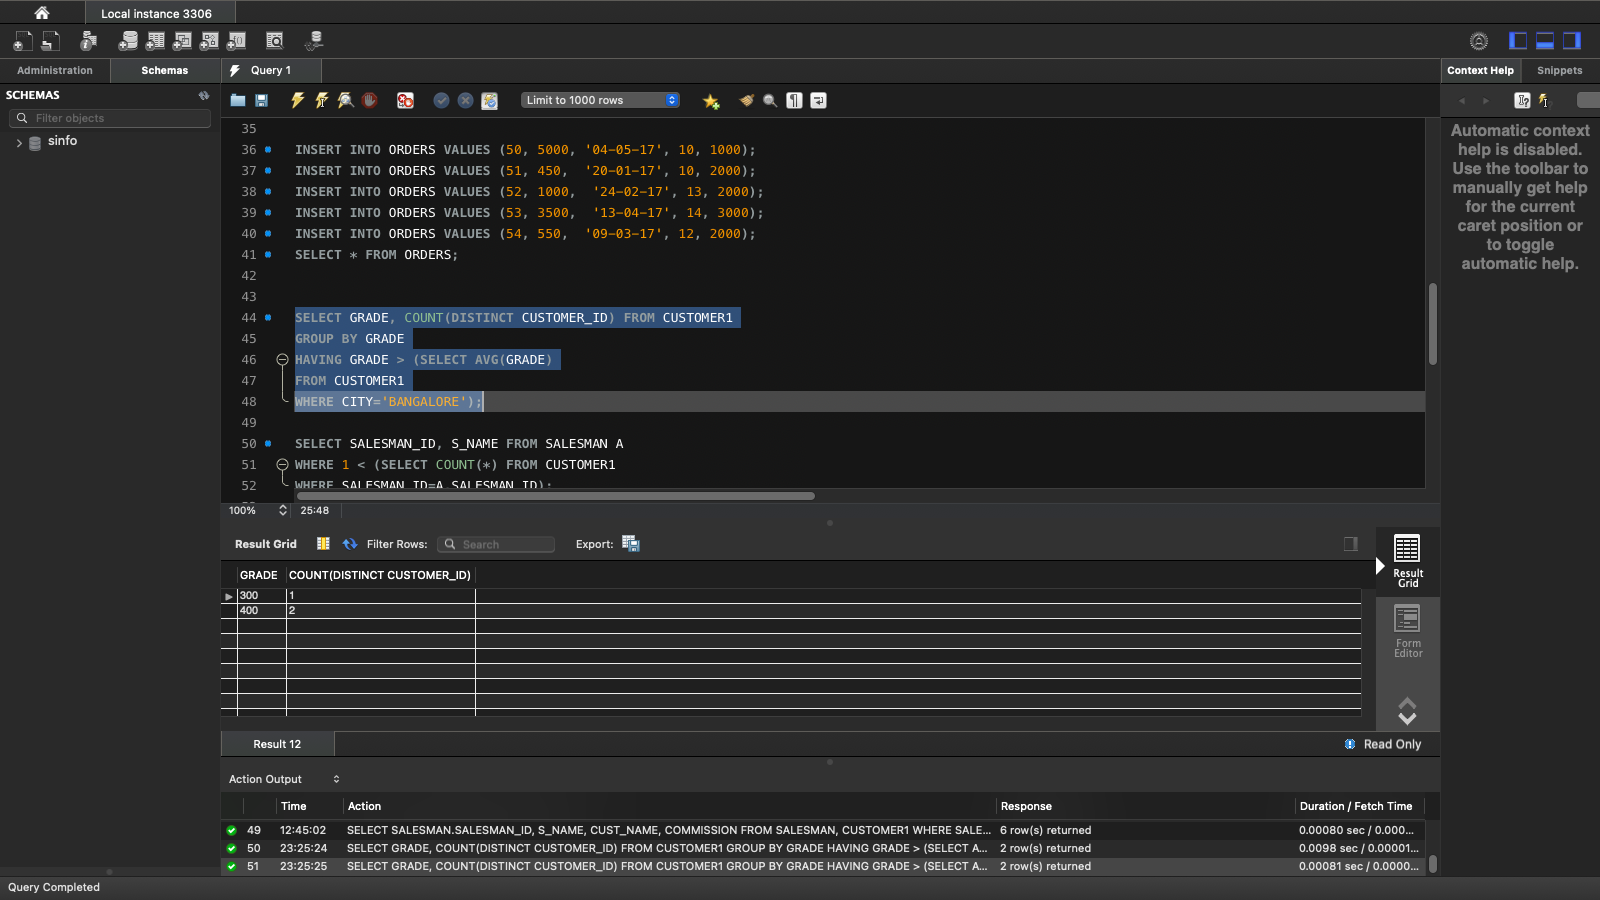 Local instance 3306
Administration
Schemas
Query 1
Context Help
Snippets
SCHEMAS
Filter objects
sinfo
Limit to 1000 rows
Automatic context
help is disabled.
Use the toolbar to
manually get help
for the current
caret position or
to toggle
automatic help.
35
36 INSERT INTO ORDERS VALUES (50, 5000, '04-05-17', 10, 1000);
37 INSERT INTO ORDERS VALUES (51, 450,  '20-01-17', 10, 2000);
38 INSERT INTO ORDERS VALUES (52, 1000,  '24-02-17', 13, 2000);
39 INSERT INTO ORDERS VALUES (53, 3500,  '13-04-17', 14, 3000);
40 INSERT INTO ORDERS VALUES (54, 550,  '09-03-17', 12, 2000);
41 SELECT * FROM ORDERS;
42
43
44 SELECT GRADE, COUNT(DISTINCT CUSTOMER_ID) FROM CUSTOMER1
45 GROUP BY GRADE
46 HAVING GRADE > (SELECT AVG(GRADE)
47 FROM CUSTOMER1
48 WHERE CITY='BANGALORE');
49
50 SELECT SALESMAN_ID, S_NAME FROM SALESMAN A
51 WHERE 1 < (SELECT COUNT(*) FROM CUSTOMER1
52 WHERE SALESMAN_ID=A.SALESMAN_ID);
100% 25:48
Result Grid Filter Rows: Search Export:
GRADE COUNT(DISTINCT CUSTOMER_ID)
300 1
400 2
Result
Grid
Form
Editor
Result 12
Read Only
Action Output
Time Action Response Duration / Fetch Time
49 12:45:02 SELECT SALESMAN.SALESMAN_ID, S_NAME, CUST_NAME, COMMISSION FROM SALESMAN, CUSTOMER1 WHERE SALE... 6 row(s) returned 0.00080 sec / 0.000...
50 23:25:24 SELECT GRADE, COUNT(DISTINCT CUSTOMER_ID) FROM CUSTOMER1 GROUP BY GRADE HAVING GRADE > (SELECT A... 2 row(s) returned 0.0098 sec / 0.00001...
51 23:25:25 SELECT GRADE, COUNT(DISTINCT CUSTOMER_ID) FROM CUSTOMER1 GROUP BY GRADE HAVING GRADE > (SELECT A... 2 row(s) returned 0.00081 sec / 0.0000...
Query Completed